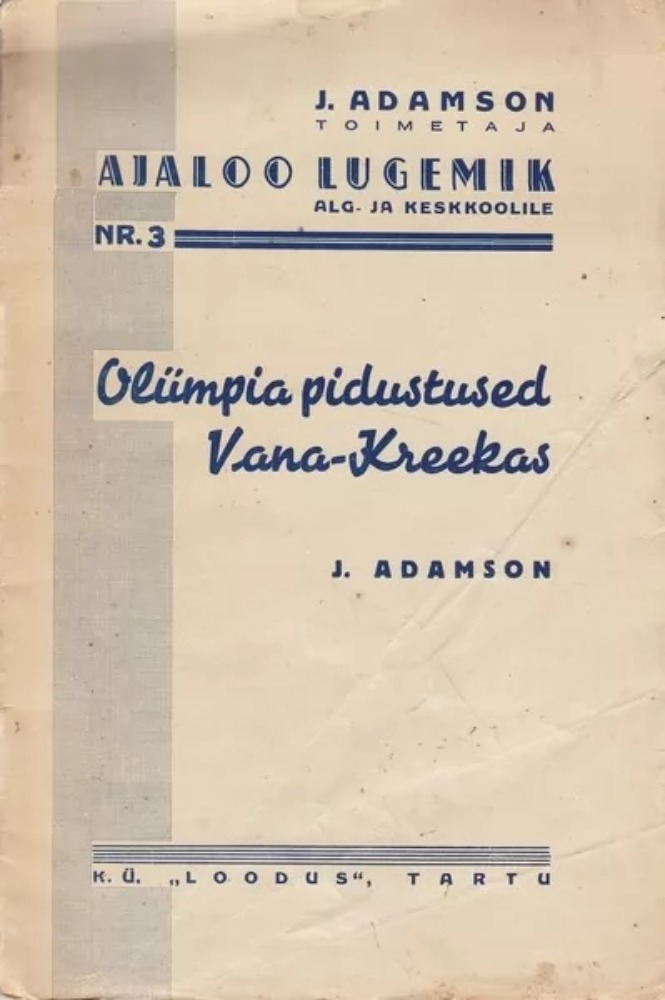 J. ADAMSON
TOIMETAJA
AJALOO LUGEMIK
ALG- JA KESKKOOLILE
NR. 3
Olümpia pidustused
Vana-Kreekas
J. ADAMSON
K. Ü. „LOODUS“, TARTU